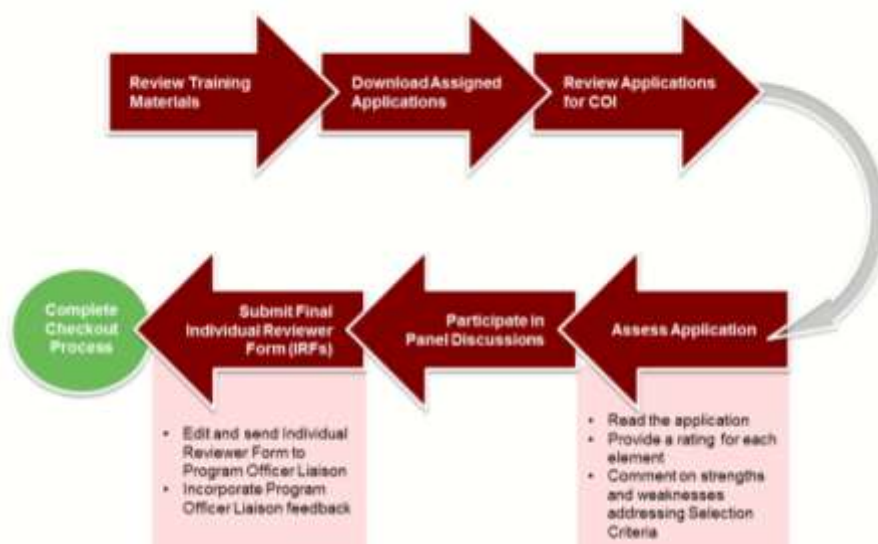 Review Training
Materials
Download Assigned
Applications
Review Applications
for COI
Assess Application
• Read the application
• Provide a rating for each
element
• Comment on strengths
and weaknesses
addressing Selection
Criteria
Participate in
Panel Discussions
Submit Final
Individual Reviewer
Form (IRFs)
• Edit and send Individual
Reviewer Form to
Program Officer Liaison
• Incorporate Program
Officer Liaison feedback
Complete
Checkout
Process